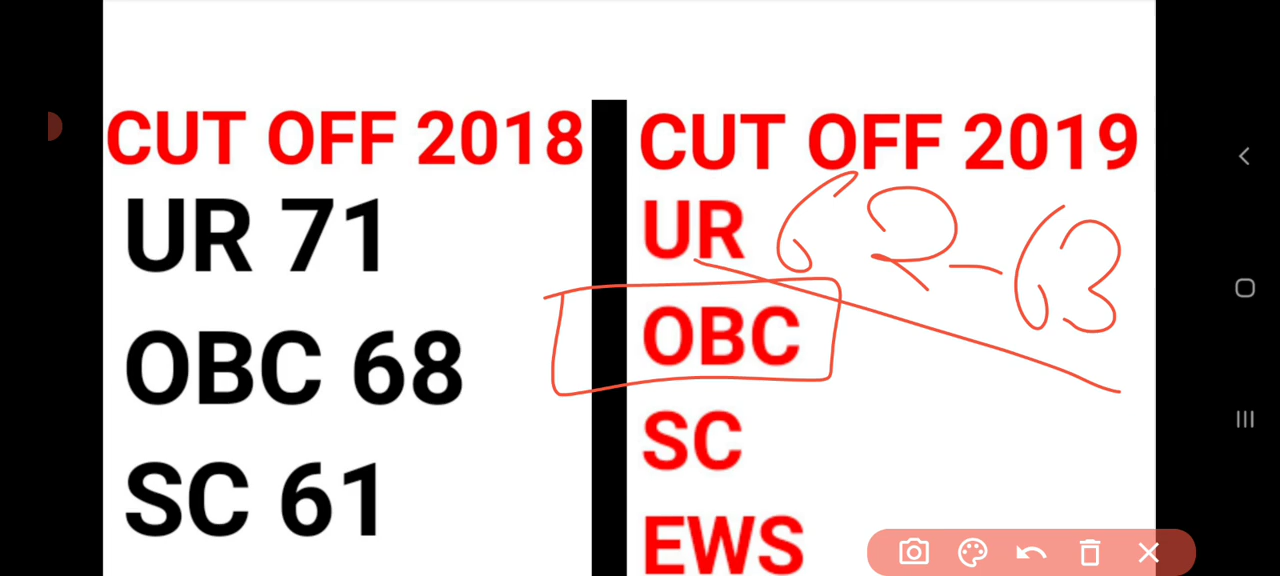 CUT OFF 2018
UR 71
OBC 68
SC 61
CUT OFF 2019
UR 62-63
OBC
SC
EWS